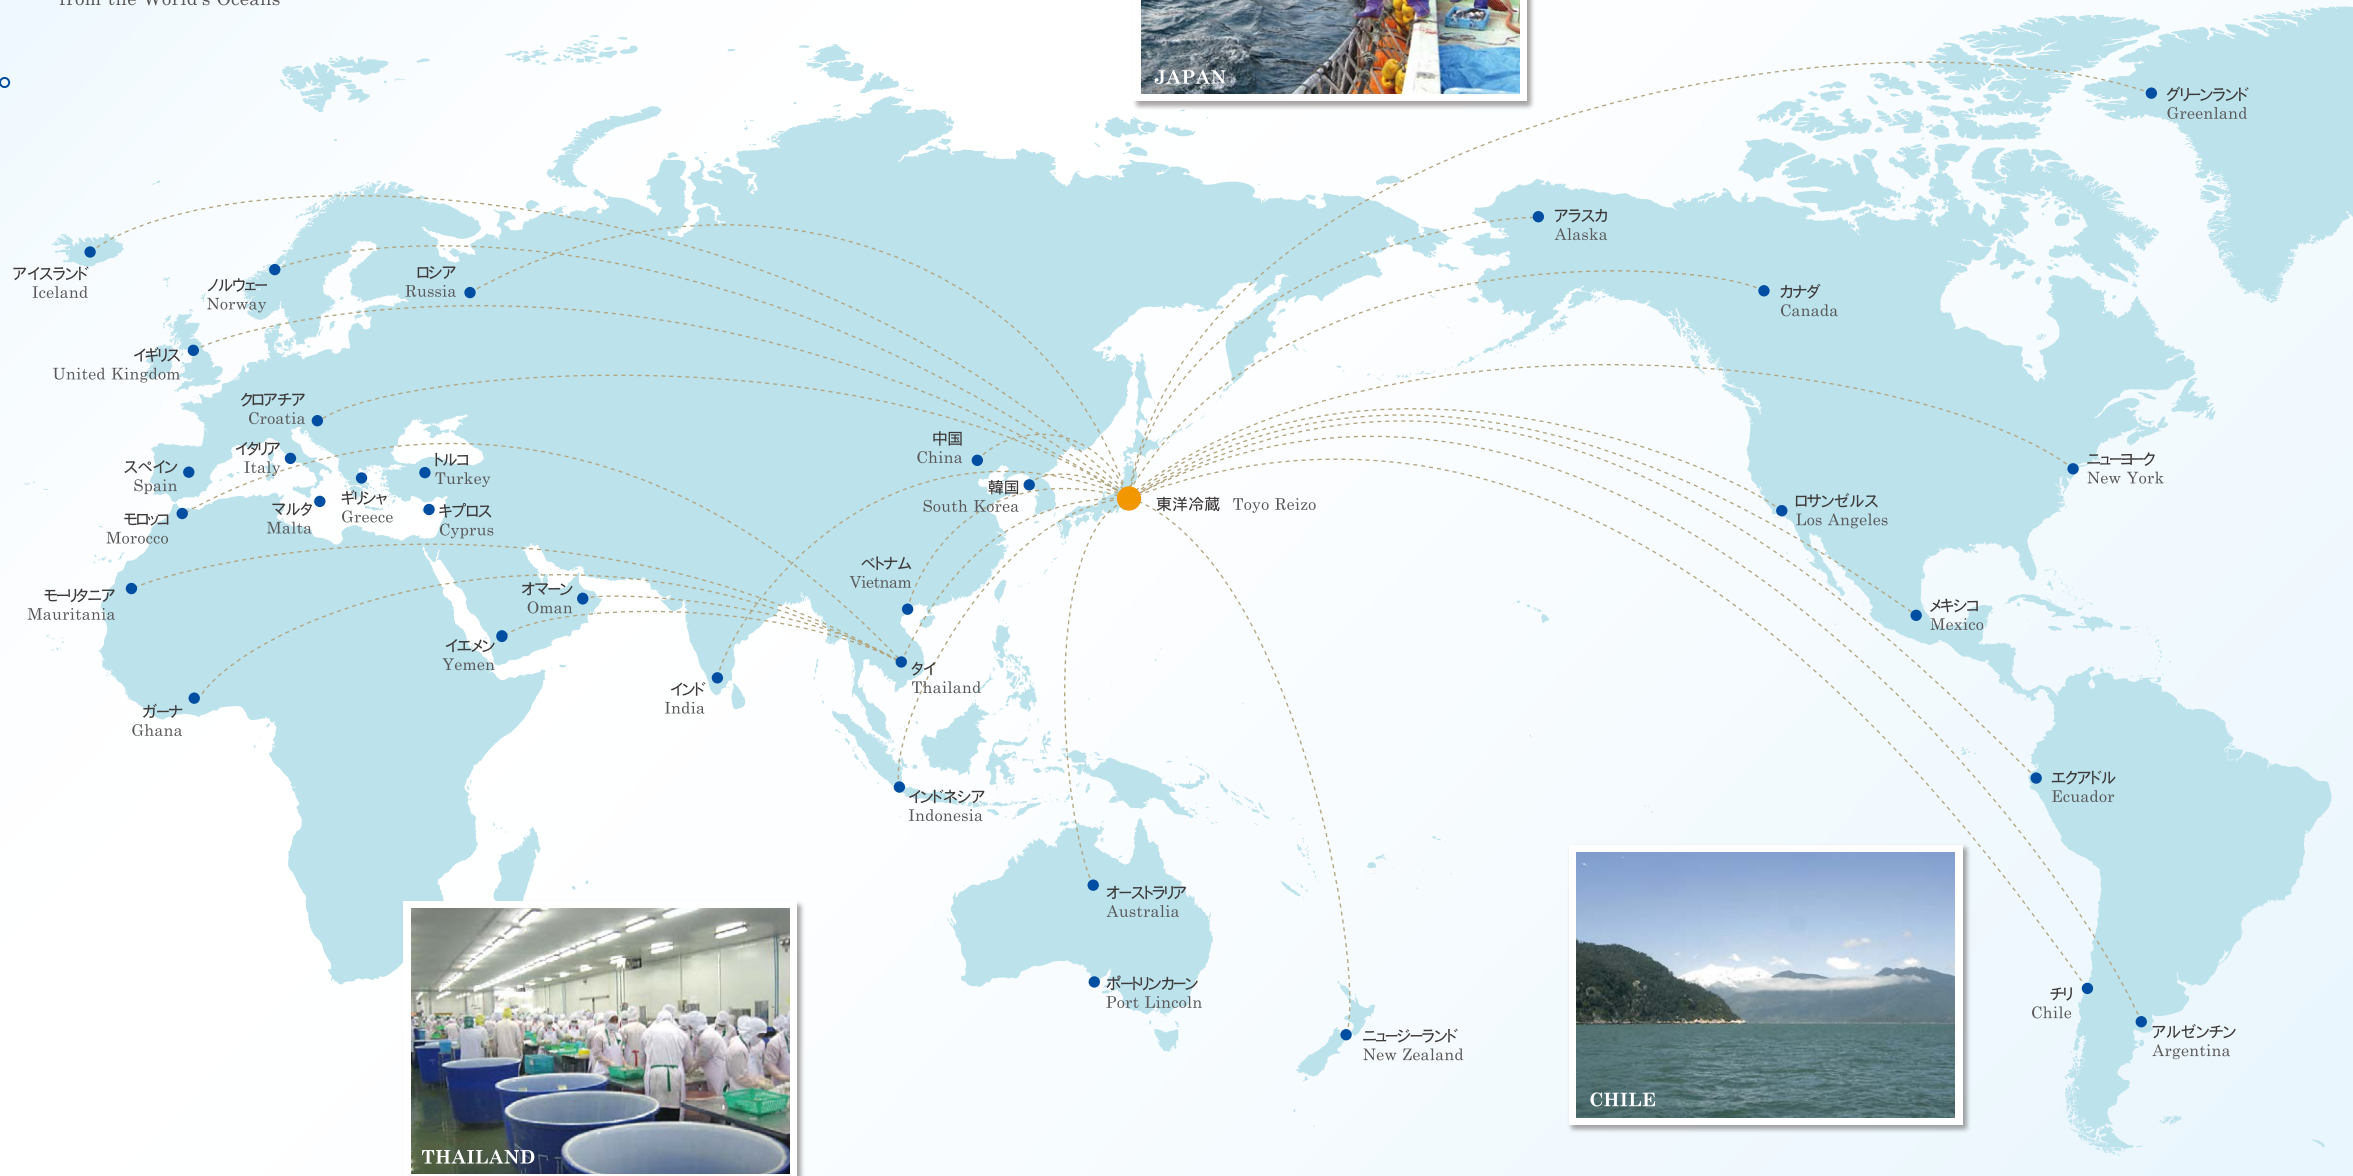 from the World's Oceans
JAPAN
グリーンランド
Greenland
アラスカ
Alaska
アイスランド
Iceland
ノルウェー
Norway
ロシア
Russia
カナダ
Canada
イギリス
United Kingdom
クロアチア
Croatia
イタリア
Italy
スペイン
Spain
トルコ
Turkey
中国
China
韓国
South Korea
東洋冷蔵 Toyo Reizo
ニューヨーク
New York
ロサンゼルス
Los Angeles
モロッコ
Morocco
マルタ
Malta
ギリシャ
Greece
キプロス
Cyprus
ベトナム
Vietnam
モーリタニア
Mauritania
オマーン
Oman
イエメン
Yemen
メキシコ
Mexico
タイ
Thailand
インド
India
ガーナ
Ghana
インドネシア
Indonesia
エクアドル
Ecuador
オーストラリア
Australia
ポートリンカーン
Port Lincoln
ニュージーランド
New Zealand
チリ
Chile
アルゼンチン
Argentina
CHILE
THAILAND